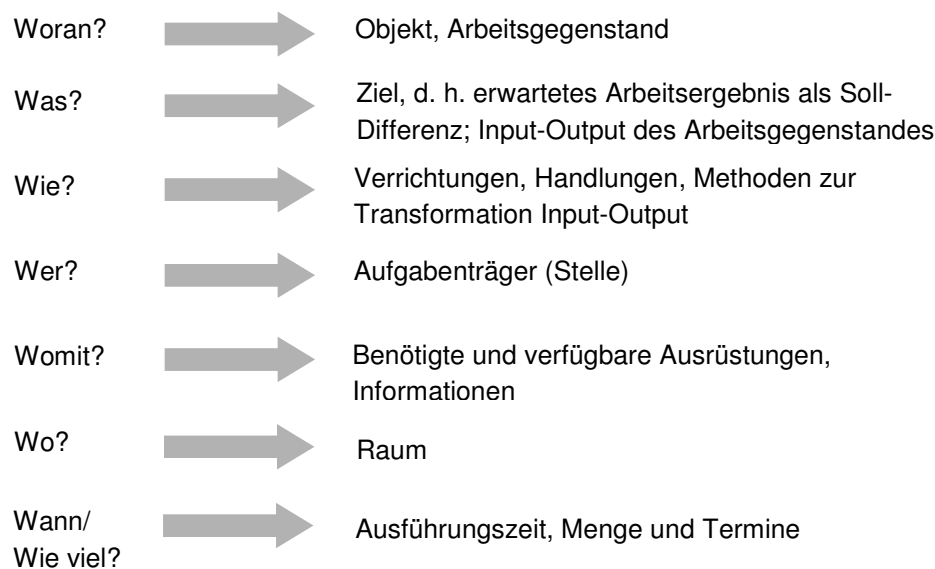 Woran? Objekt, Arbeitsgegenstand
Was? Ziel, d. h. erwartetes Arbeitsergebnis als Soll-
Differenz; Input-Output des Arbeitsgegenstandes
Wie? Verrichtungen, Handlungen, Methoden zur
Transformation Input-Output
Wer? Aufgabenträger (Stelle)
Womit? Benötigte und verfügbare Ausrüstungen,
Informationen
Wo? Raum
Wann/
Wie viel? Ausführungszeit, Menge und Termine